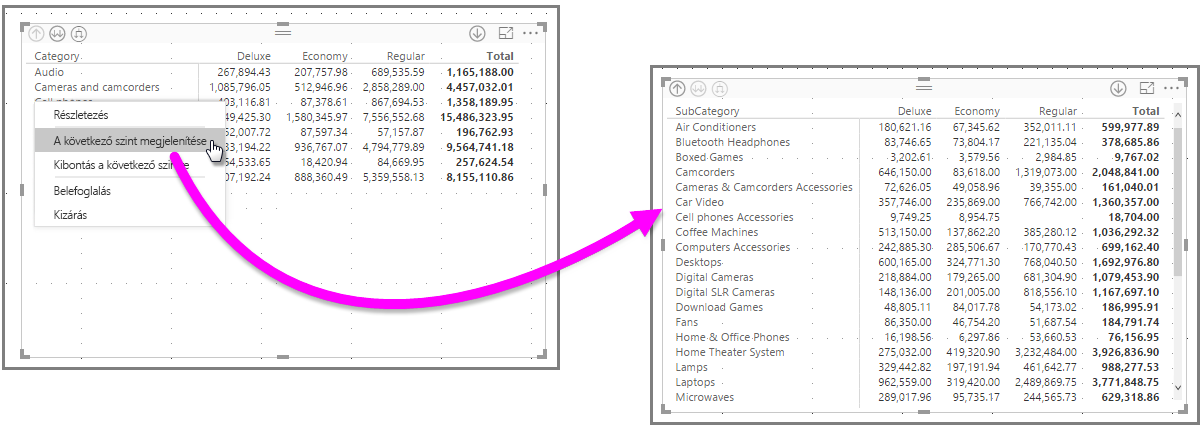 Category Deluxe Economy Regular Total
Audio 267,894.43 207,757.98 689,535.59 1,165,188.00
Cameras and camcorders 1,085,796.05 512,946.96 2,858,289.00 4,457,032.01
Cell phones 403,116.81 87,378.61 867,694.53 1,358,189.95
49,425.30 1,580,345.97 7,556,552.68 15,486,323.95
52,007.72 87,597.34 57,157.87 196,762.93
33,194.22 936,767.07 4,794,779.89 9,564,741.18
54,533.65 18,420.94 84,669.95 257,624.54
07,192.24 888,360.49 5,359,558.13 8,155,110.86
Részletezés
A következő szint megjelenítése
Kibontás a következő
Belefoglalás
Kizárás
SubCategory Deluxe Economy Regular Total
Air Conditioners 180,621.16 67,345.62 352,011.11 599,977.89
Bluetooth Headphones 83,746.65 73,804.17 221,135.04 378,685.86
Boxed Games 3,202.61 3,579.56 2,984.85 9,767.02
Camcorders 646,150.00 83,618.00 1,319,073.00 2,048,841.00
Cameras & Camcorders Accessories 72,626.05 49,058.96 39,355.00 161,040.01
Car Video 357,746.00 235,869.00 766,742.00 1,360,357.00
Cell phones Accessories 9,749.25 8,954.75 18,704.00
Coffee Machines 513,150.00 137,862.20 385,280.12 1,036,292.32
Computers Accessories 242,885.30 285,506.67 170,770.43 699,162.40
Desktops 600,165.00 324,771.30 768,040.50 1,692,976.80
Digital Cameras 218,884.00 179,265.00 681,304.90 1,079,453.90
Digital SLR Cameras 148,136.00 201,005.00 818,556.10 1,167,697.10
Download Games 48,805.11 84,017.78 54,173.02 186,995.91
Fans 86,350.00 46,754.20 51,687.54 184,791.74
Home & Office Phones 16,198.56 6,297.86 53,660.53 76,156.95
Home Theater System 275,032.00 419,320.90 3,232,484.00 3,926,836.90
Lamps 329,442.82 197,191.94 461,642.77 988,277.53
Laptops 962,559.00 319,420.00 2,489,869.75 3,771,848.75
Microwaves 289,017.96 95,735.17 244,565.73 629,318.86